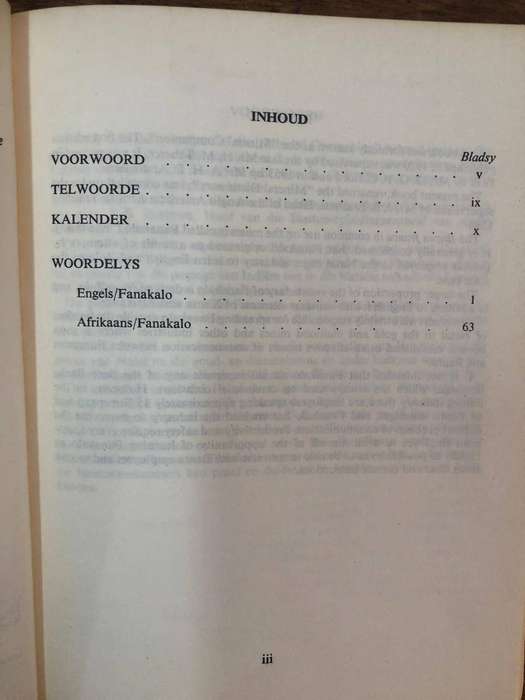 INHOUD
Bladsy
VOORWOORD . . . . . . . . . . . . . . v
TELWOORDE . . . . . . . . . . . . . . ix
KALENDER . . . . . . . . . . . . . . x
WOORDELYS
Engels/Fanakalo . . . . . . . . . . . . . 1
Afrikaans/Fanakalo . . . . . . . . . . . 63
iii